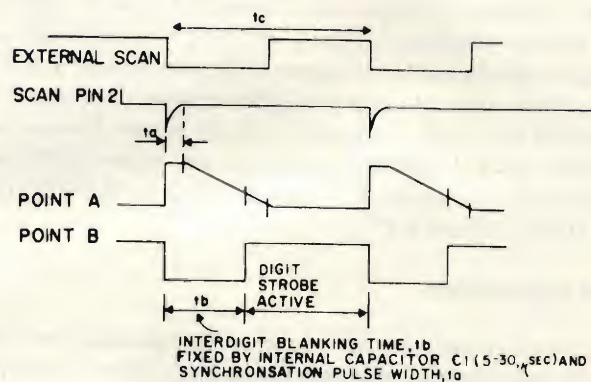 tc
EXTERNAL SCAN
SCAN PIN 21
ta
POINT A
POINT B
DIGIT
STROBE
ACTIVE
tb
INTERDIGIT BLANKING TIME, tb
FIXED BY INTERNAL CAPACITOR C1 (5-30, SEC) AND
SYNCHRONSATION PULSE WIDTH, ta